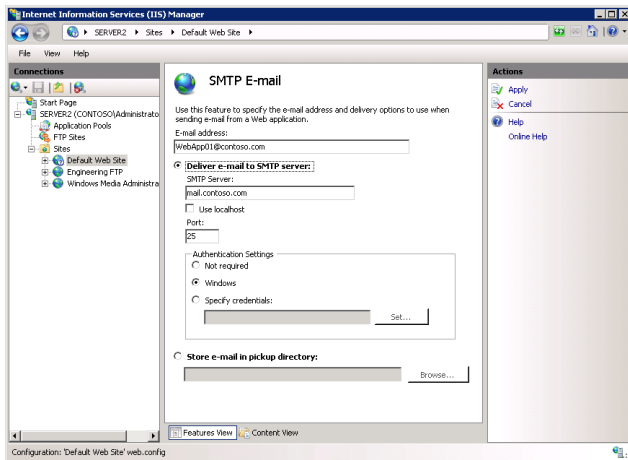 Internet Information Services (IIS) Manager
SERVER2 Sites Default Web Site
File View Help
Connections
Start Page
SERVER2 (CONTOSO\Administrato
Application Pools
FTP Sites
Sites
Default Web Site
Engineering FTP
Windows Media Administra
SMTP E-mail
Use this feature to specify the e-mail address and delivery options to use when
sending e-mail from a Web application.
E-mail address:
WebApp01@contoso.com
Deliver e-mail to SMTP server:
SMTP Server:
mail.contoso.com
Use localhost
Port:
25
Authentication Settings
Not required
Windows
Specify credentials:
Set...
Store e-mail in pickup directory:
Browse...
Features View Content View
Actions
Apply
Cancel
Help
Online Help
Configuration: 'Default Web Site' web.config